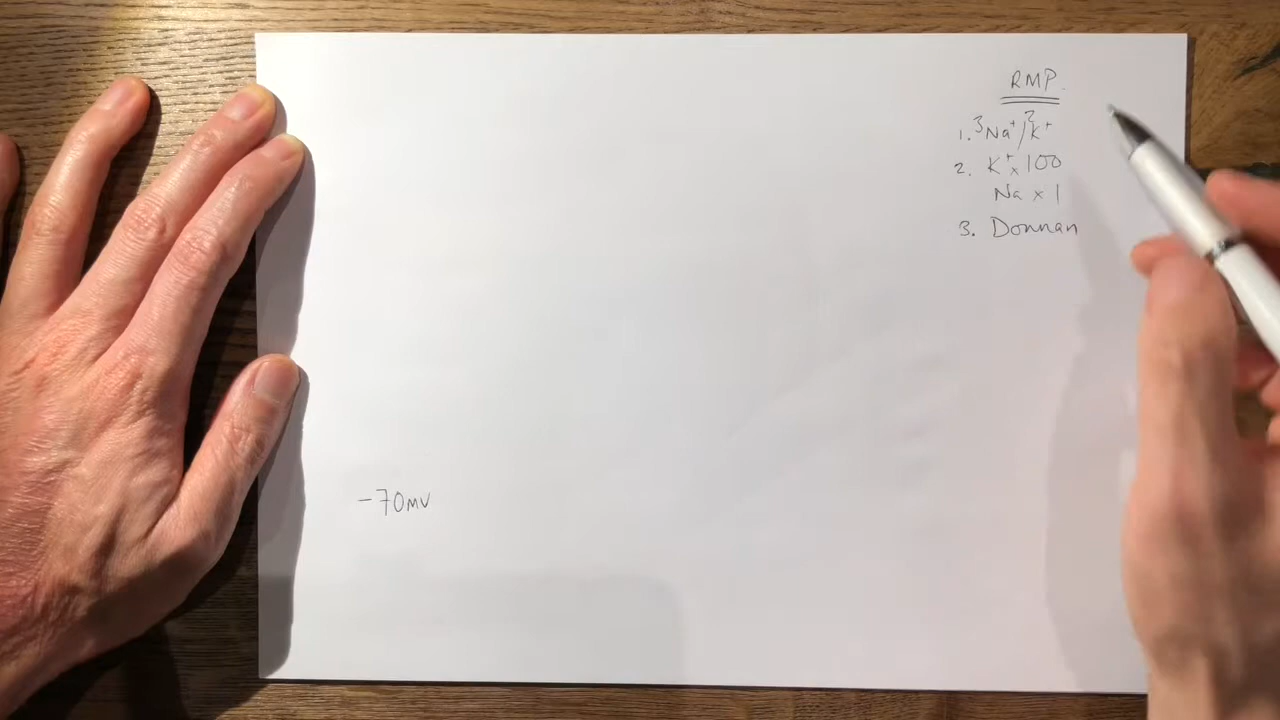 RMP.
1. ³Na⁺/²K⁺
2. K⁺ x 100
Na x 1
3. Donnan
-70mV